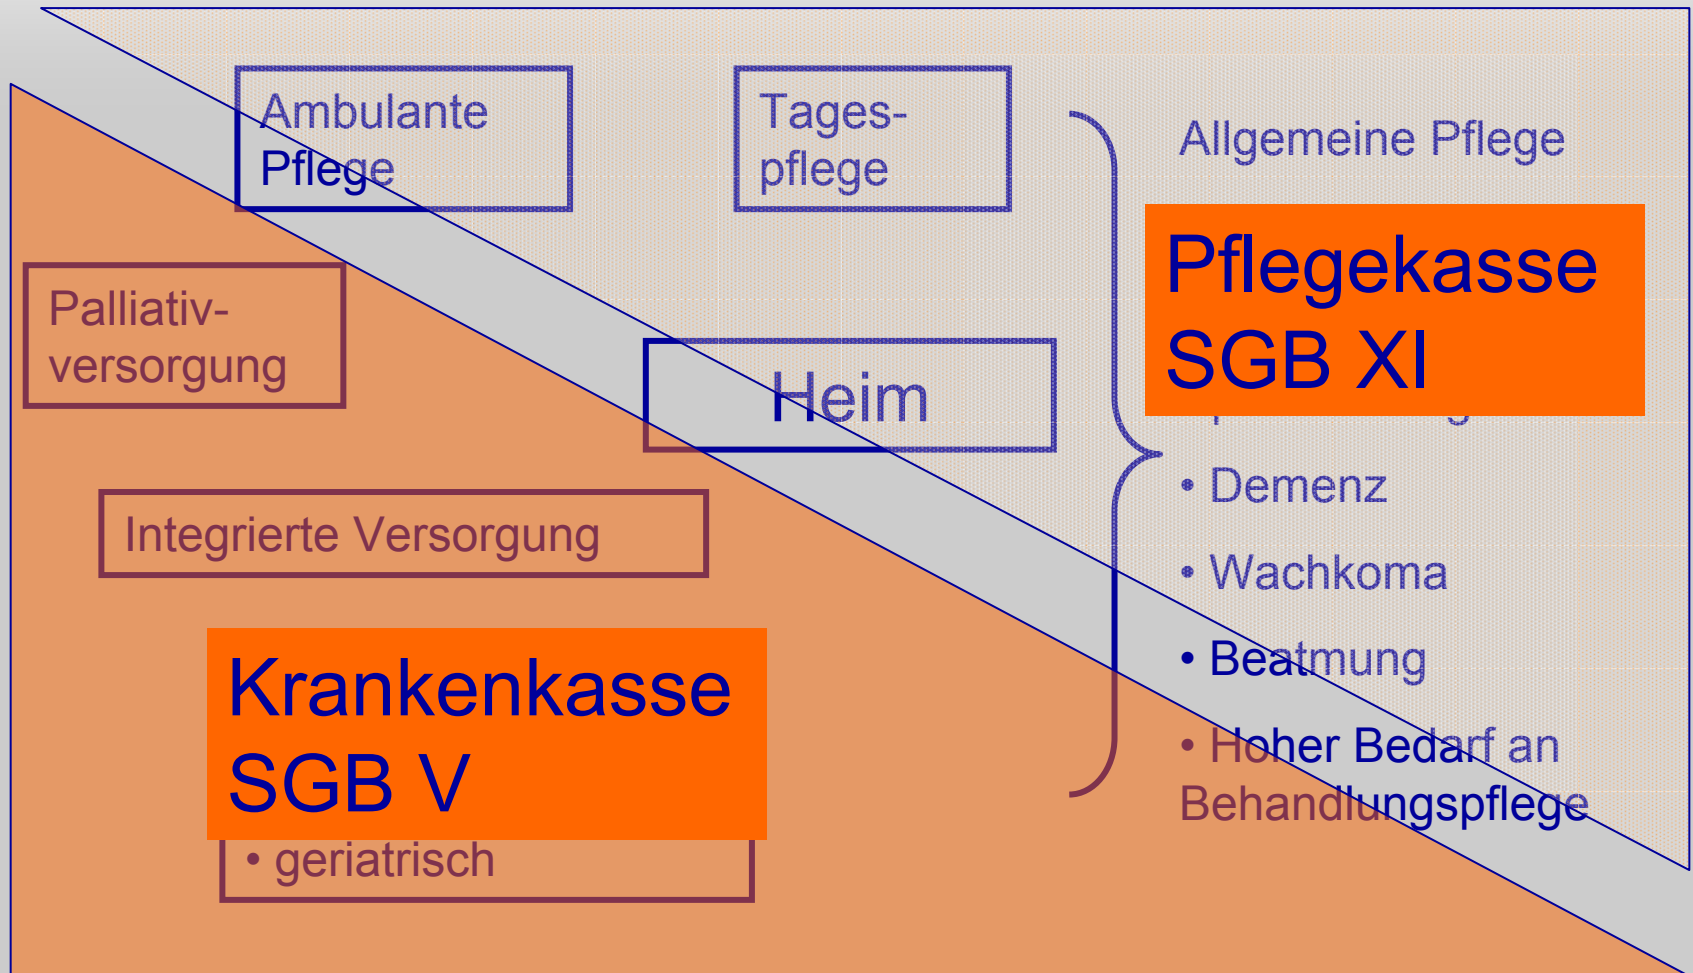 Ambulante
Pflege
Tages-
pflege
Allgemeine Pflege
Pflegekasse
SGB XI
Palliativ-
versorgung
Heim
• Demenz
Integrierte Versorgung
• Wachkoma
• Beatmung
Krankenkasse
SGB V
• Hoher Bedarf an
Behandlungspflege
• geriatrisch